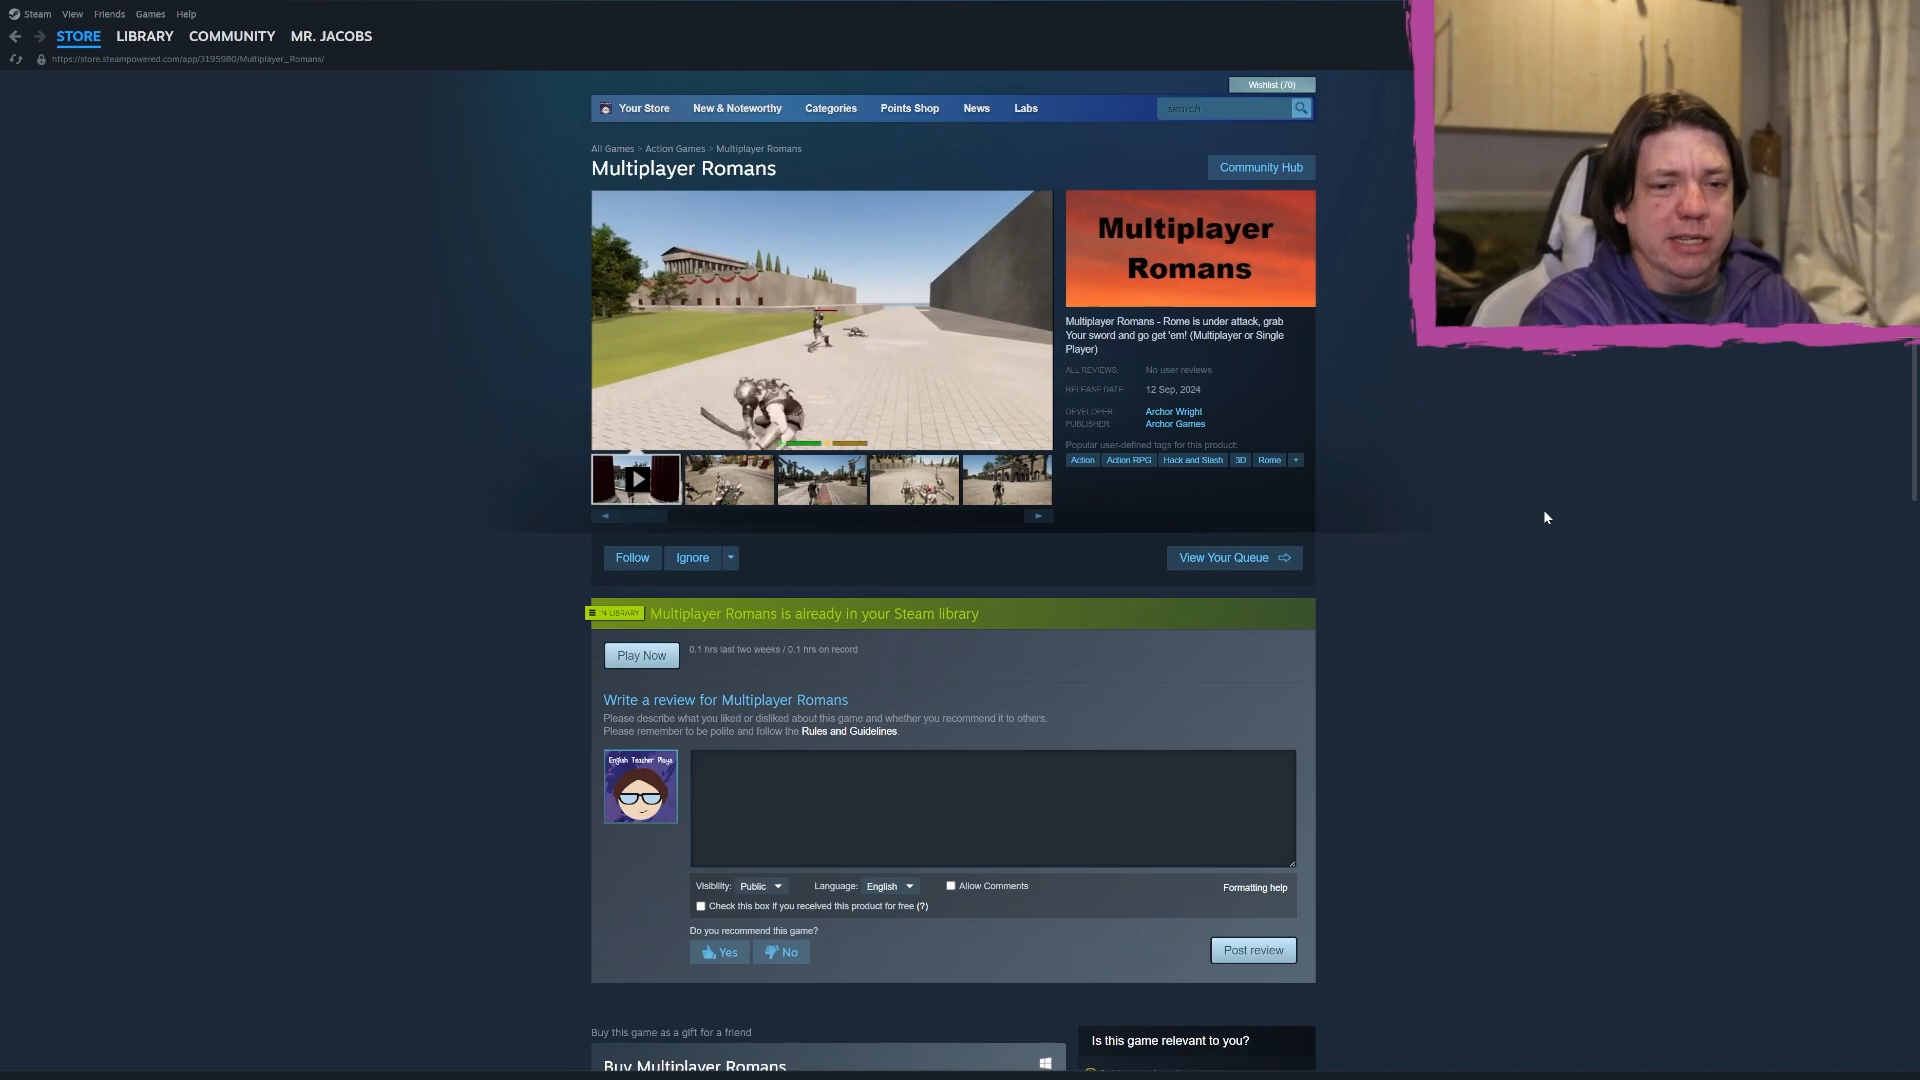 Steam View Friends Games Help
STORE LIBRARY COMMUNITY MR. JACOBS
https://store.steampowered.com/app/3195980/Multiplayer_Romans/
Wishlist (70)
Your Store New & Noteworthy Categories Points Shop News Labs search
All Games > Action Games > Multiplayer Romans
Multiplayer Romans
Community Hub
Multiplayer
Romans
Multiplayer Romans - Rome is under attack, grab
Your sword and go get 'em! (Multiplayer or Single
Player)
ALL REVIEWS: No user reviews
RELEASE DATE: 12 Sep, 2024
DEVELOPER: Archor Wright
PUBLISHER: Archor Games
Popular user-defined tags for this product:
Action Action RPG Hack and Slash 3D Rome +
Follow Ignore View Your Queue
IN LIBRARY Multiplayer Romans is already in your Steam library
Play Now 0.1 hrs last two weeks / 0.1 hrs on record
Write a review for Multiplayer Romans
Please describe what you liked or disliked about this game and whether you recommend it to others.
Please remember to be polite and follow the Rules and Guidelines.
English Teacher Plays
Visibility: Public Language: English Allow Comments Formatting help
Check this box if you received this product for free (?)
Do you recommend this game?
Yes No Post review
Buy this game as a gift for a friend
Is this game relevant to you?
Buy Multiplayer Romans